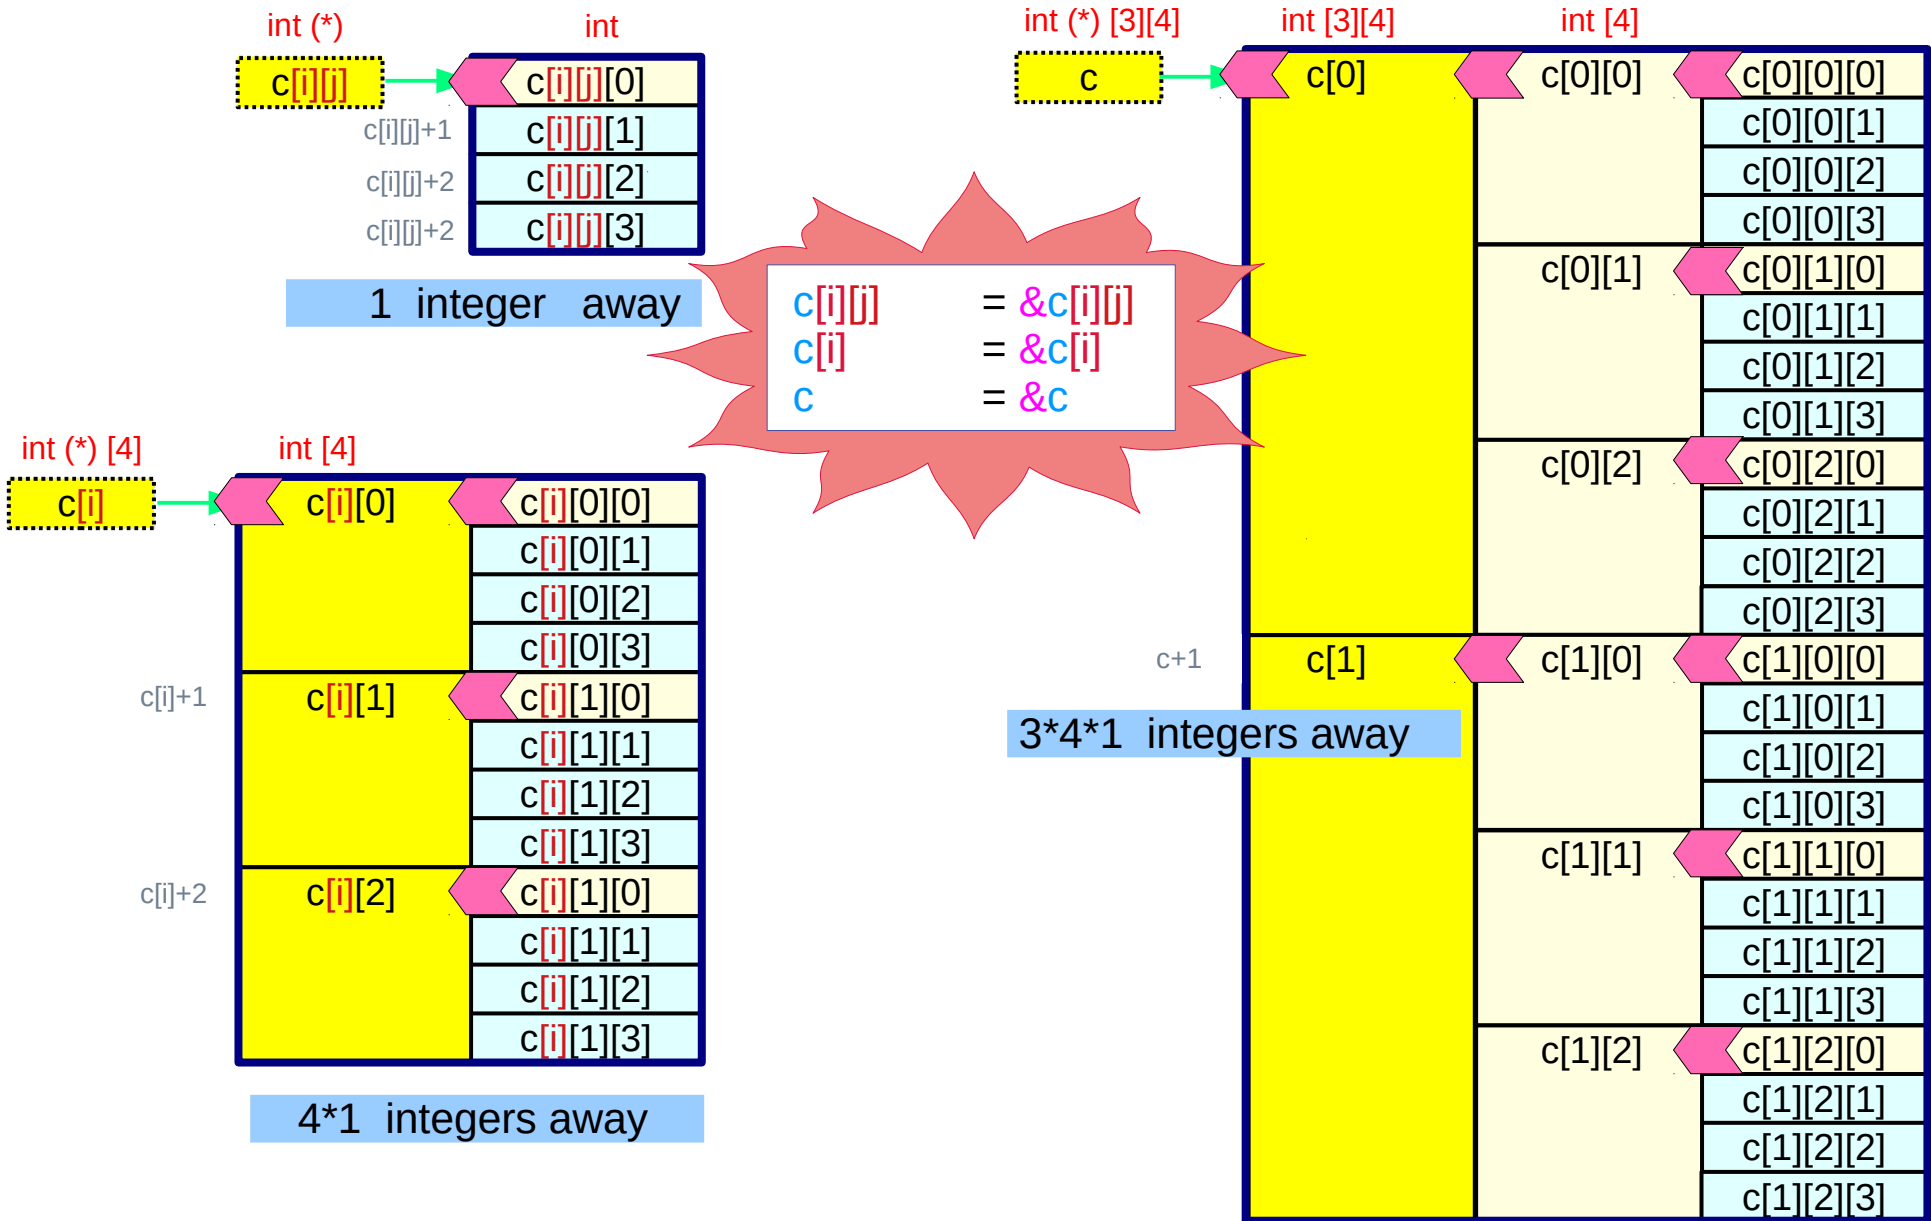 int (*)
int
c[i][j]
c[i][j][0]
c[i][j]+1
c[i][j][1]
c[i][j]+2
c[i][j][2]
c[i][j]+2
c[i][j][3]
1 integer away
c[i][j] = &c[i][j]
c[i] = &c[i]
c = &c
int (*) [4]
int [4]
c[i]
c[i][0]
c[i][0][0]
c[i][0][1]
c[i][0][2]
c[i][0][3]
c[i]+1
c[i][1]
c[i][1][0]
c[i][1][1]
c[i][1][2]
c[i][1][3]
c[i]+2
c[i][2]
c[i][1][0]
c[i][1][1]
c[i][1][2]
c[i][1][3]
4*1 integers away
int (*) [3][4]
int [3][4]
int [4]
c
c[0]
c[0][0]
c[0][0][0]
c[0][0][1]
c[0][0][2]
c[0][0][3]
c[0][1]
c[0][1][0]
c[0][1][1]
c[0][1][2]
c[0][1][3]
c[0][2]
c[0][2][0]
c[0][2][1]
c[0][2][2]
c[0][2][3]
c+1
c[1]
c[1][0]
c[1][0][0]
c[1][0][1]
3*4*1 integers away
c[1][0][2]
c[1][0][3]
c[1][1]
c[1][1][0]
c[1][1][1]
c[1][1][2]
c[1][1][3]
c[1][2]
c[1][2][0]
c[1][2][1]
c[1][2][2]
c[1][2][3]